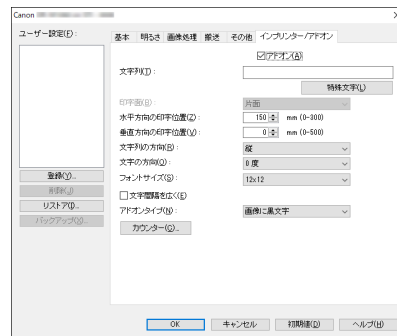 Canon
ユーザー設定(F):
登録(Y)...
削除(J)
リストア(I)...
バックアップ(X)...
基本 明るさ 画像処理 搬送 その他 インプリンター/アドオン
アドオン(A)
文字列(T):
特殊文字(L)
印字面(B): 片面
水平方向の印字位置(Z): 150 mm (0-300)
垂直方向の印字位置(V): 0 mm (0-500)
文字列の方向(R): 縦
文字の方向(O): 0 度
フォントサイズ(S): 12x12
文字間隔を広く(E)
アドオンタイプ(N): 画像に黒文字
カウンター(G)...
OK キャンセル 初期値(D) ヘルプ(H)